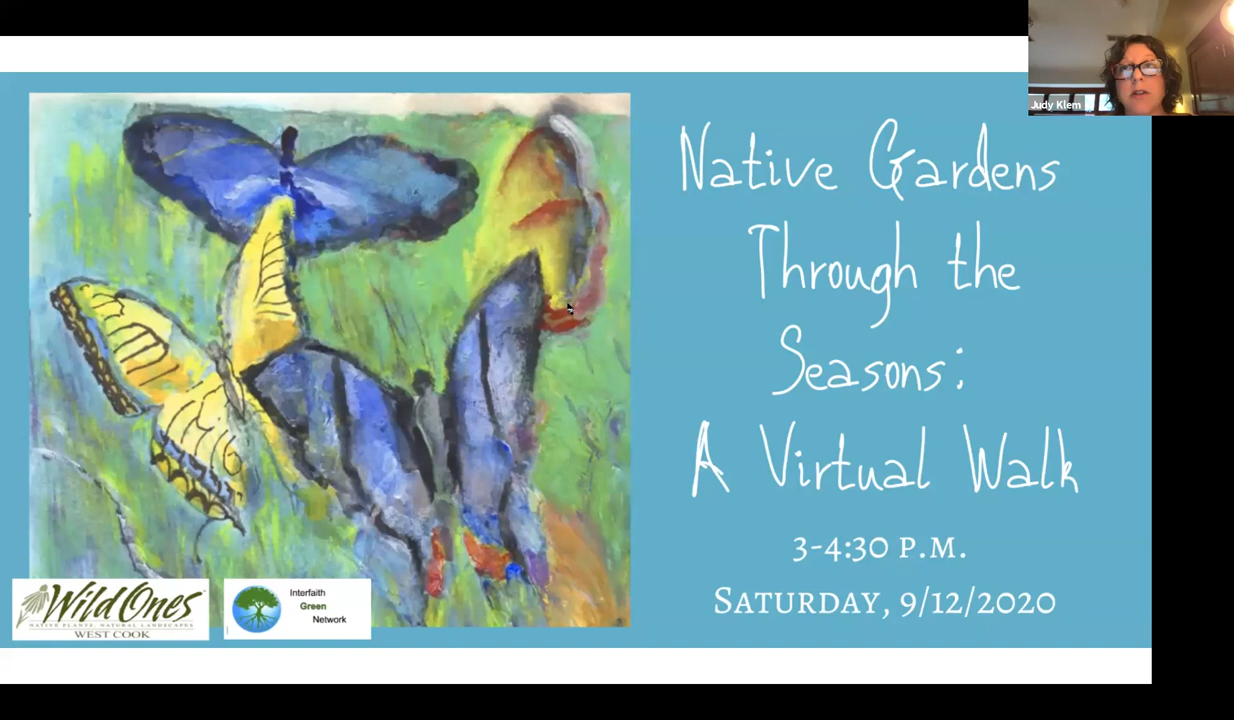 Judy Klem
Native Gardens
Through the
Seasons:
A Virtual Walk
3-4:30 P.M.
Saturday, 9/12/2020
Wild Ones
NATIVE PLANTS, NATURAL LANDSCAPES
WEST COOK
Interfaith
Green
Network